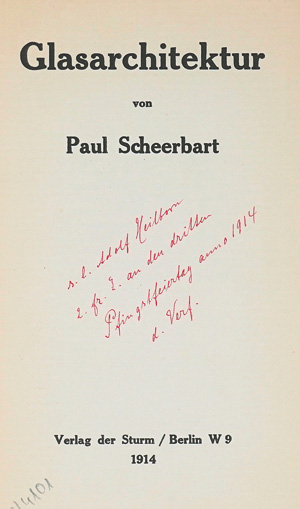 Glasarchitektur
von
Paul Scheerbart
s. l. Adolf Heilborn
z. fr. E. an den dritten
Pfingstfeiertag anno 1914
d. Verf.
Verlag der Sturm / Berlin W 9
1914
4101